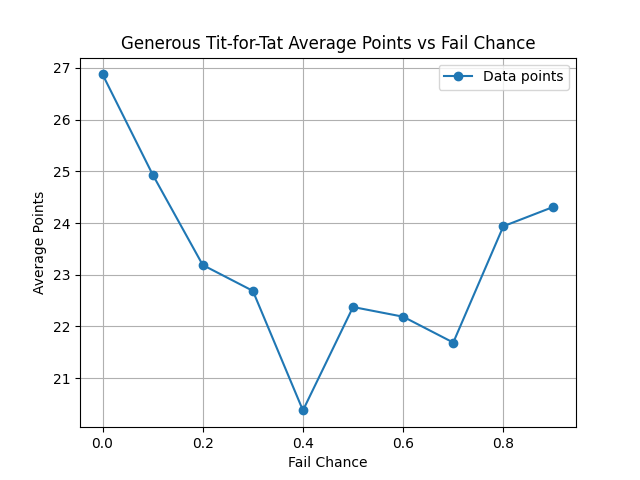 Generous Tit-for-Tat Average Points vs Fail Chance
Data points
27
26
25
24
23
22
21
Average Points
0.0 0.2 0.4 0.6 0.8
Fail Chance